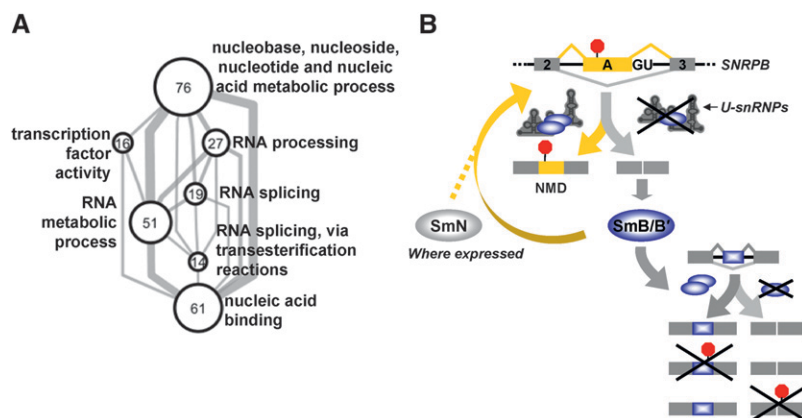 A
nucleobase, nucleoside,
nucleotide and nucleic
acid metabolic process
76
transcription
factor
activity
16
27
RNA processing
19
RNA splicing
RNA
metabolic
process
51
RNA splicing, via
transesterification
reactions
14
61
nucleic acid
binding
B
2
A
GU
3
SNRPB
U-snRNPs
NMD
SmN
Where expressed
SmB/B′